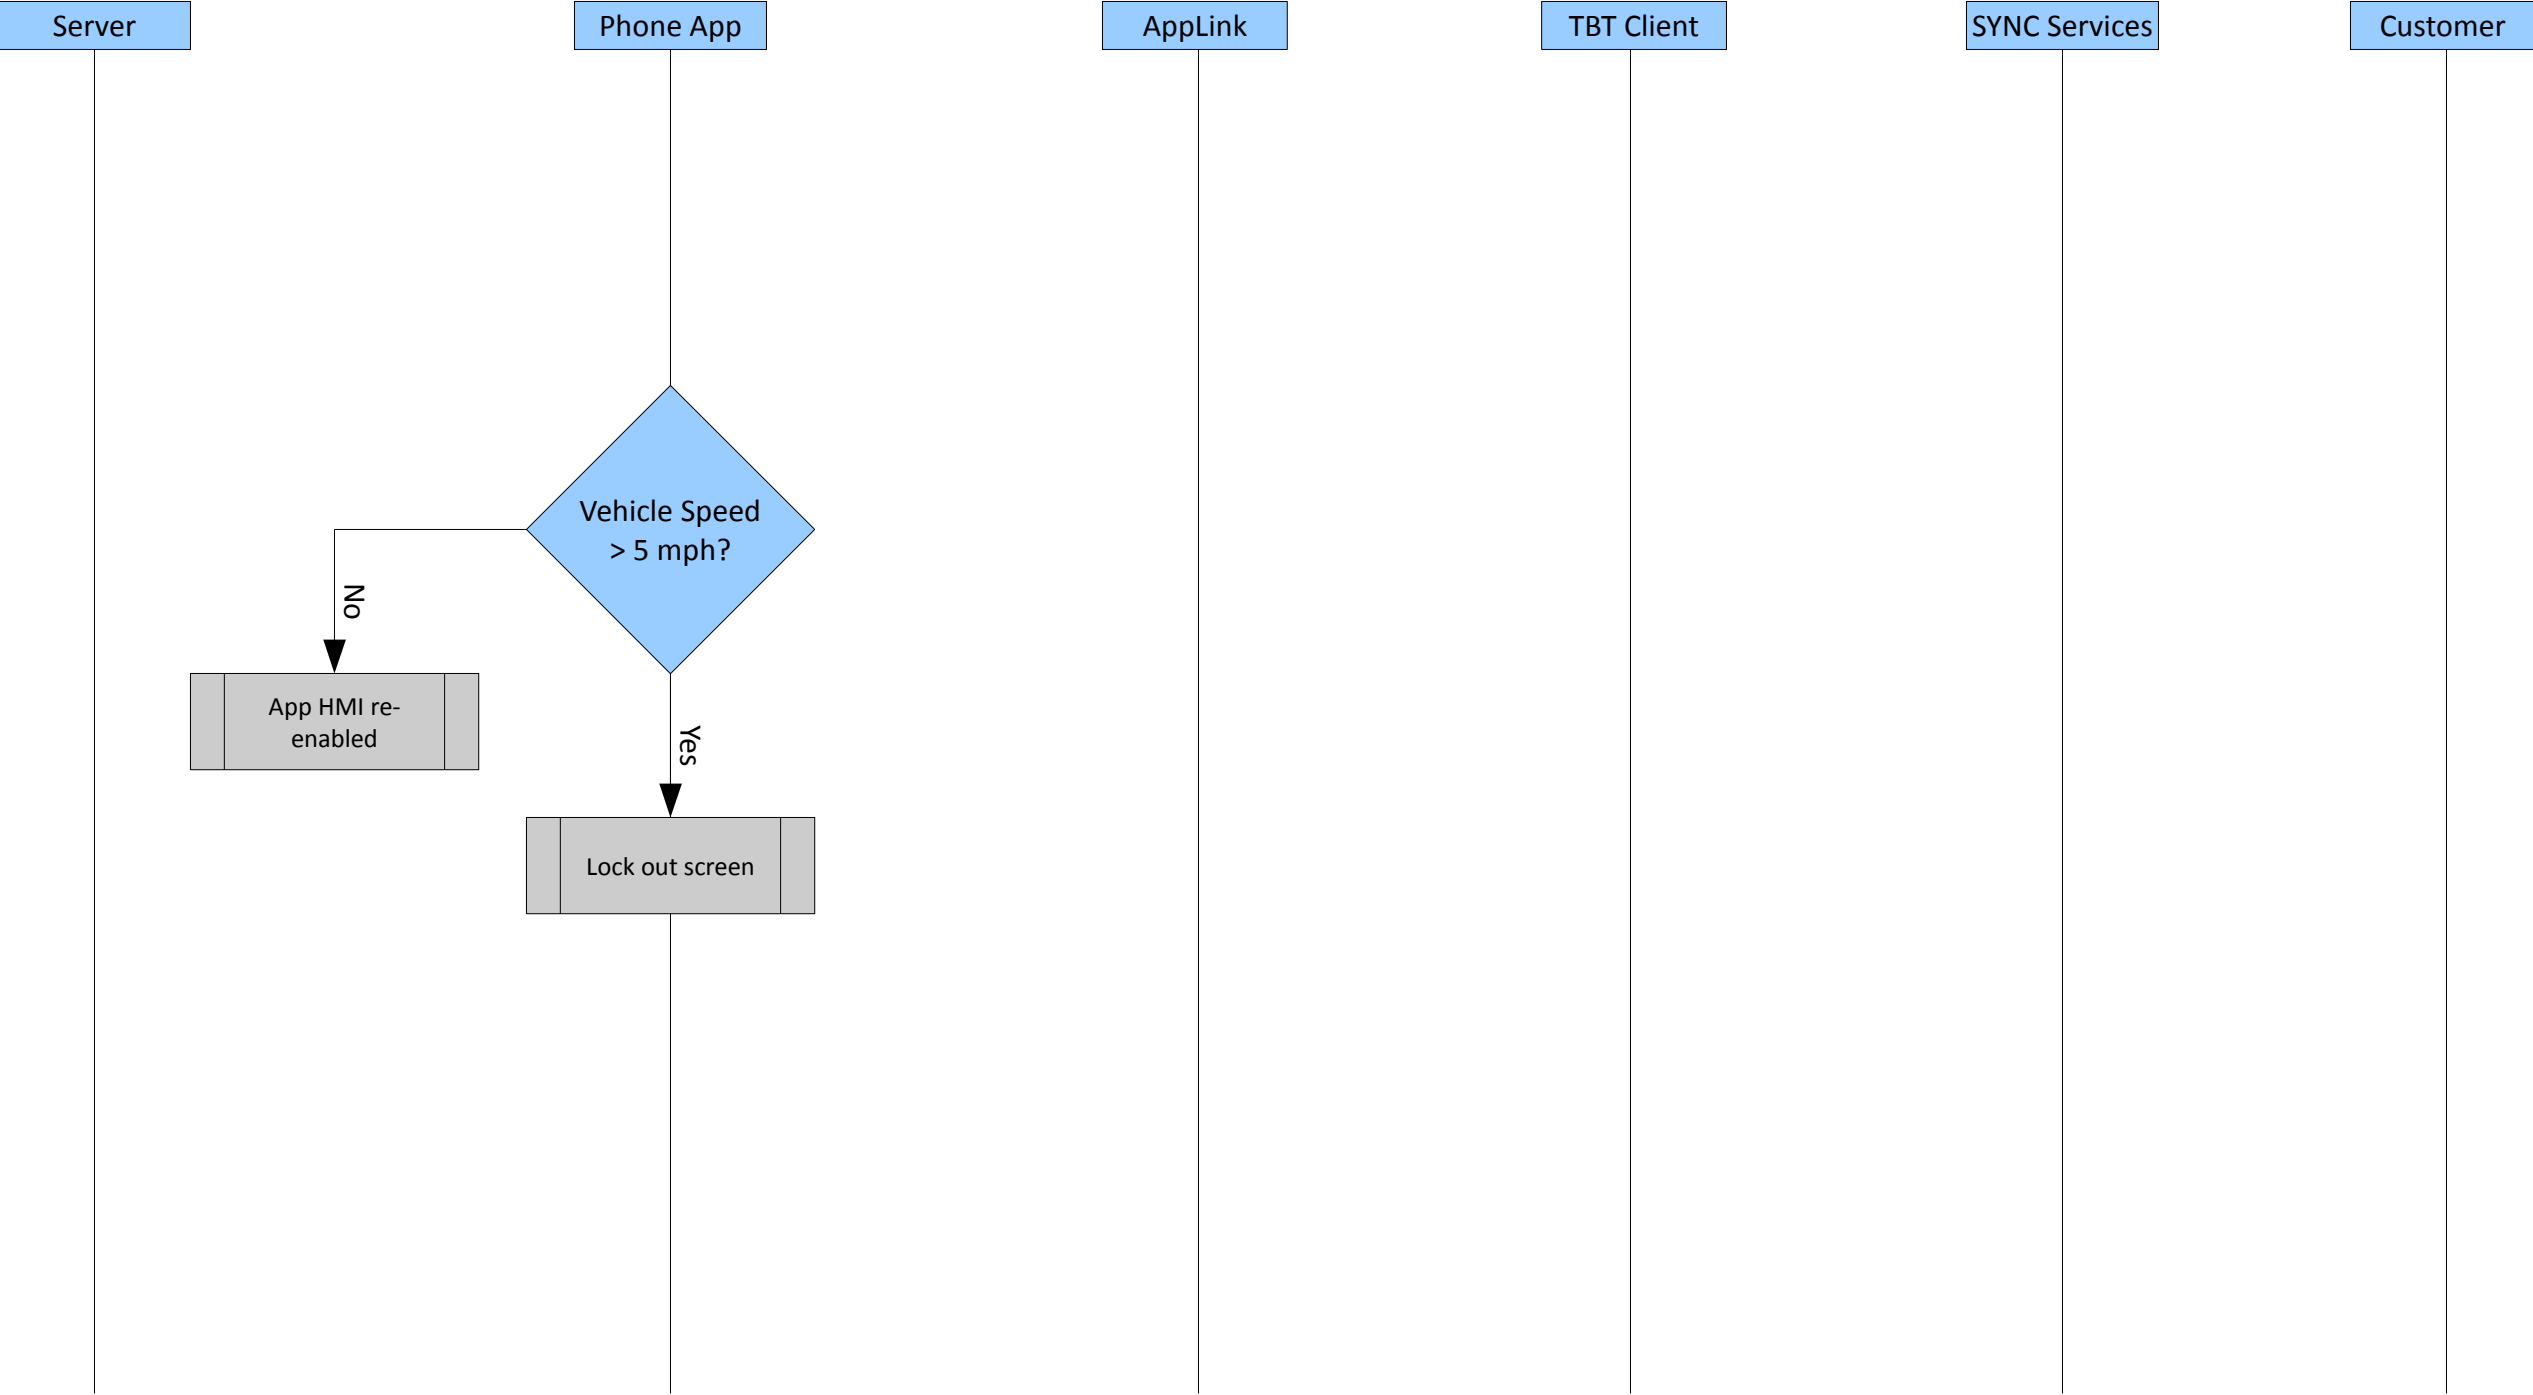 Server
Phone App
AppLink
TBT Client
SYNC Services
Customer
Vehicle Speed
> 5 mph?
No
App HMI re-
enabled
Yes
Lock out screen